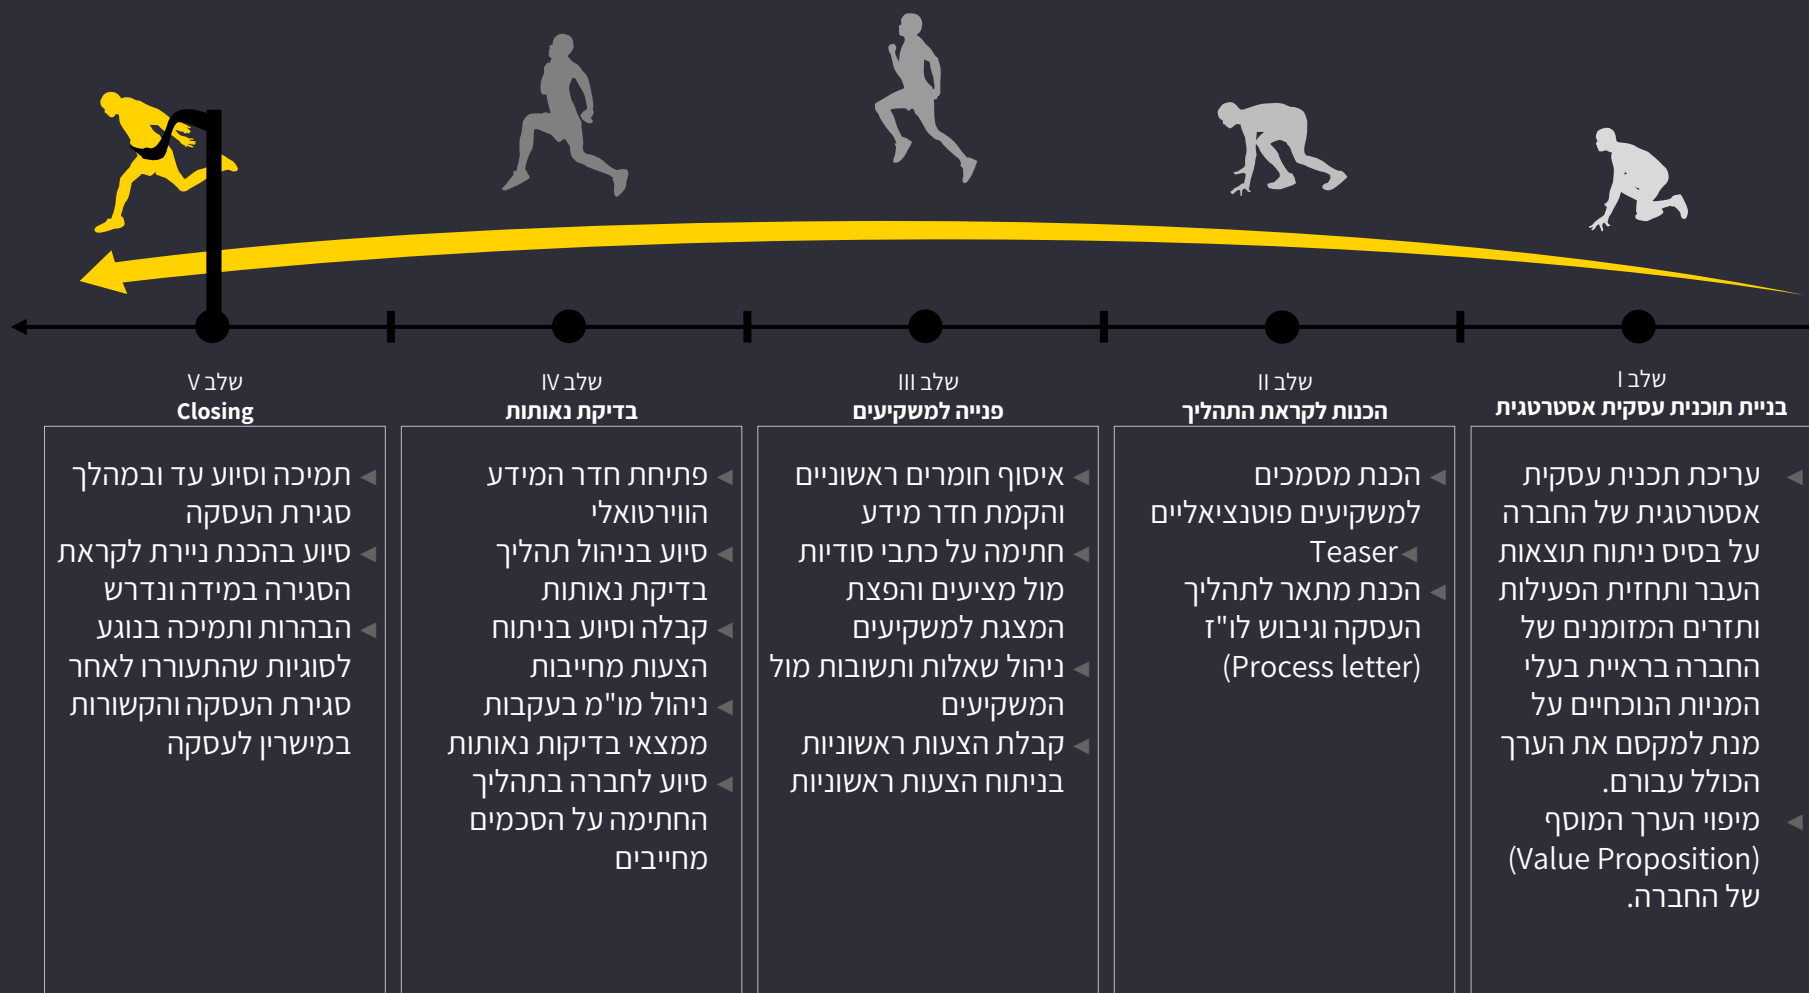 שלב I
בניית תוכנית עסקית אסטרטגית
עריכת תכנית עסקית
אסטרטגית של החברה
על בסיס ניתוח תוצאות
העבר ותחזית הפעילות
ותזרים המזומנים של
החברה בראיית בעלי
המניות הנוכחיים על
מנת למקסם את הערך
הכולל עבורם.
מיפוי הערך המוסף
(Value Proposition)
של החברה.
שלב II
הכנות לקראת התהליך
הכנת מסמכים
למשקיעים פוטנציאליים
Teaser
הכנת מתאר לתהליך
העסקה וגיבוש לו"ז
(Process letter)
שלב III
פנייה למשקיעים
איסוף חומרים ראשוניים
והקמת חדר מידע
חתימה על כתבי סודיות
מול מציעים והפצת
המצגת למשקיעים
ניהול שאלות ותשובות מול
המשקיעים
קבלת הצעות ראשוניות
בניתוח הצעות ראשוניות
שלב IV
בדיקת נאותות
פתיחת חדר המידע
הווירטואלי
סיוע בניהול תהליך
בדיקת נאותות
קבלה וסיוע בניתוח
הצעות מחייבות
ניהול מו"מ בעקבות
ממצאי בדיקות נאותות
סיוע לחברה בתהליך
החתימה על הסכמים
מחייבים
שלב V
Closing
תמיכה וסיוע עד ובמהלך
סגירת העסקה
סיוע בהכנת ניירת לקראת
הסגירה במידה ונדרש
הבהרות ותמיכה בנוגע
לסוגיות שהתעוררו לאחר
סגירת העסקה והקשורות
במישרין לעסקה